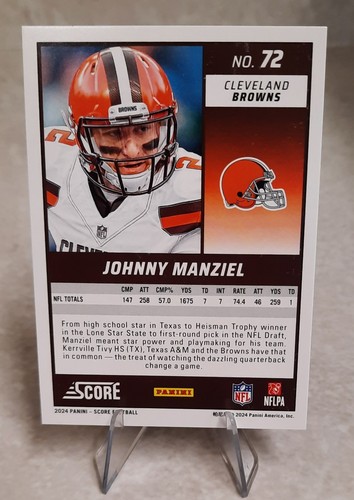 NO. 72
CLEVELAND
BROWNS
BROWNS
2
2
NFL
JOHNNY MANZIEL
CMP ATT CMP% YDS TD INT RATE ATT YDS TD
NFL TOTALS 147 258 57.0 1675 7 7 74.4 46 259 1
From high school star in Texas to Heisman Trophy winner
in the Lone Star State to first-round pick in the NFL Draft,
Manziel meant star power and playmaking for his team.
Kerrville Tivy HS (TX), Texas A&M and the Browns have that
in common — the treat of watching the dazzling quarterback
change a game.
SCORE
PANINI
NFL
NFLPA
2024 PANINI - SCORE FOOTBALL
© 2024 Panini America, Inc.